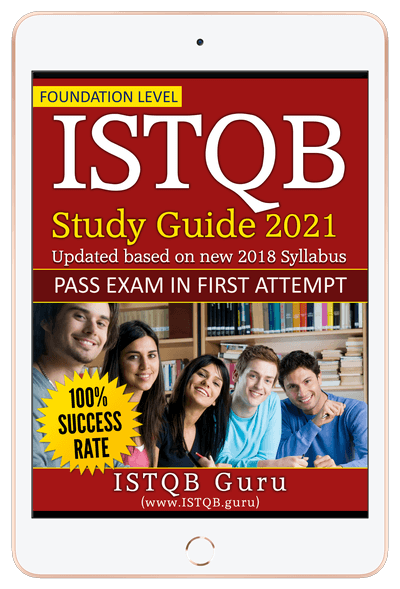 FOUNDATION LEVEL
ISTQB
Study Guide 2021
Updated based on new 2018 Syllabus
PASS EXAM IN FIRST ATTEMPT
100%
SUCCESS
RATE
ISTQB Guru
(www.ISTQB.guru)